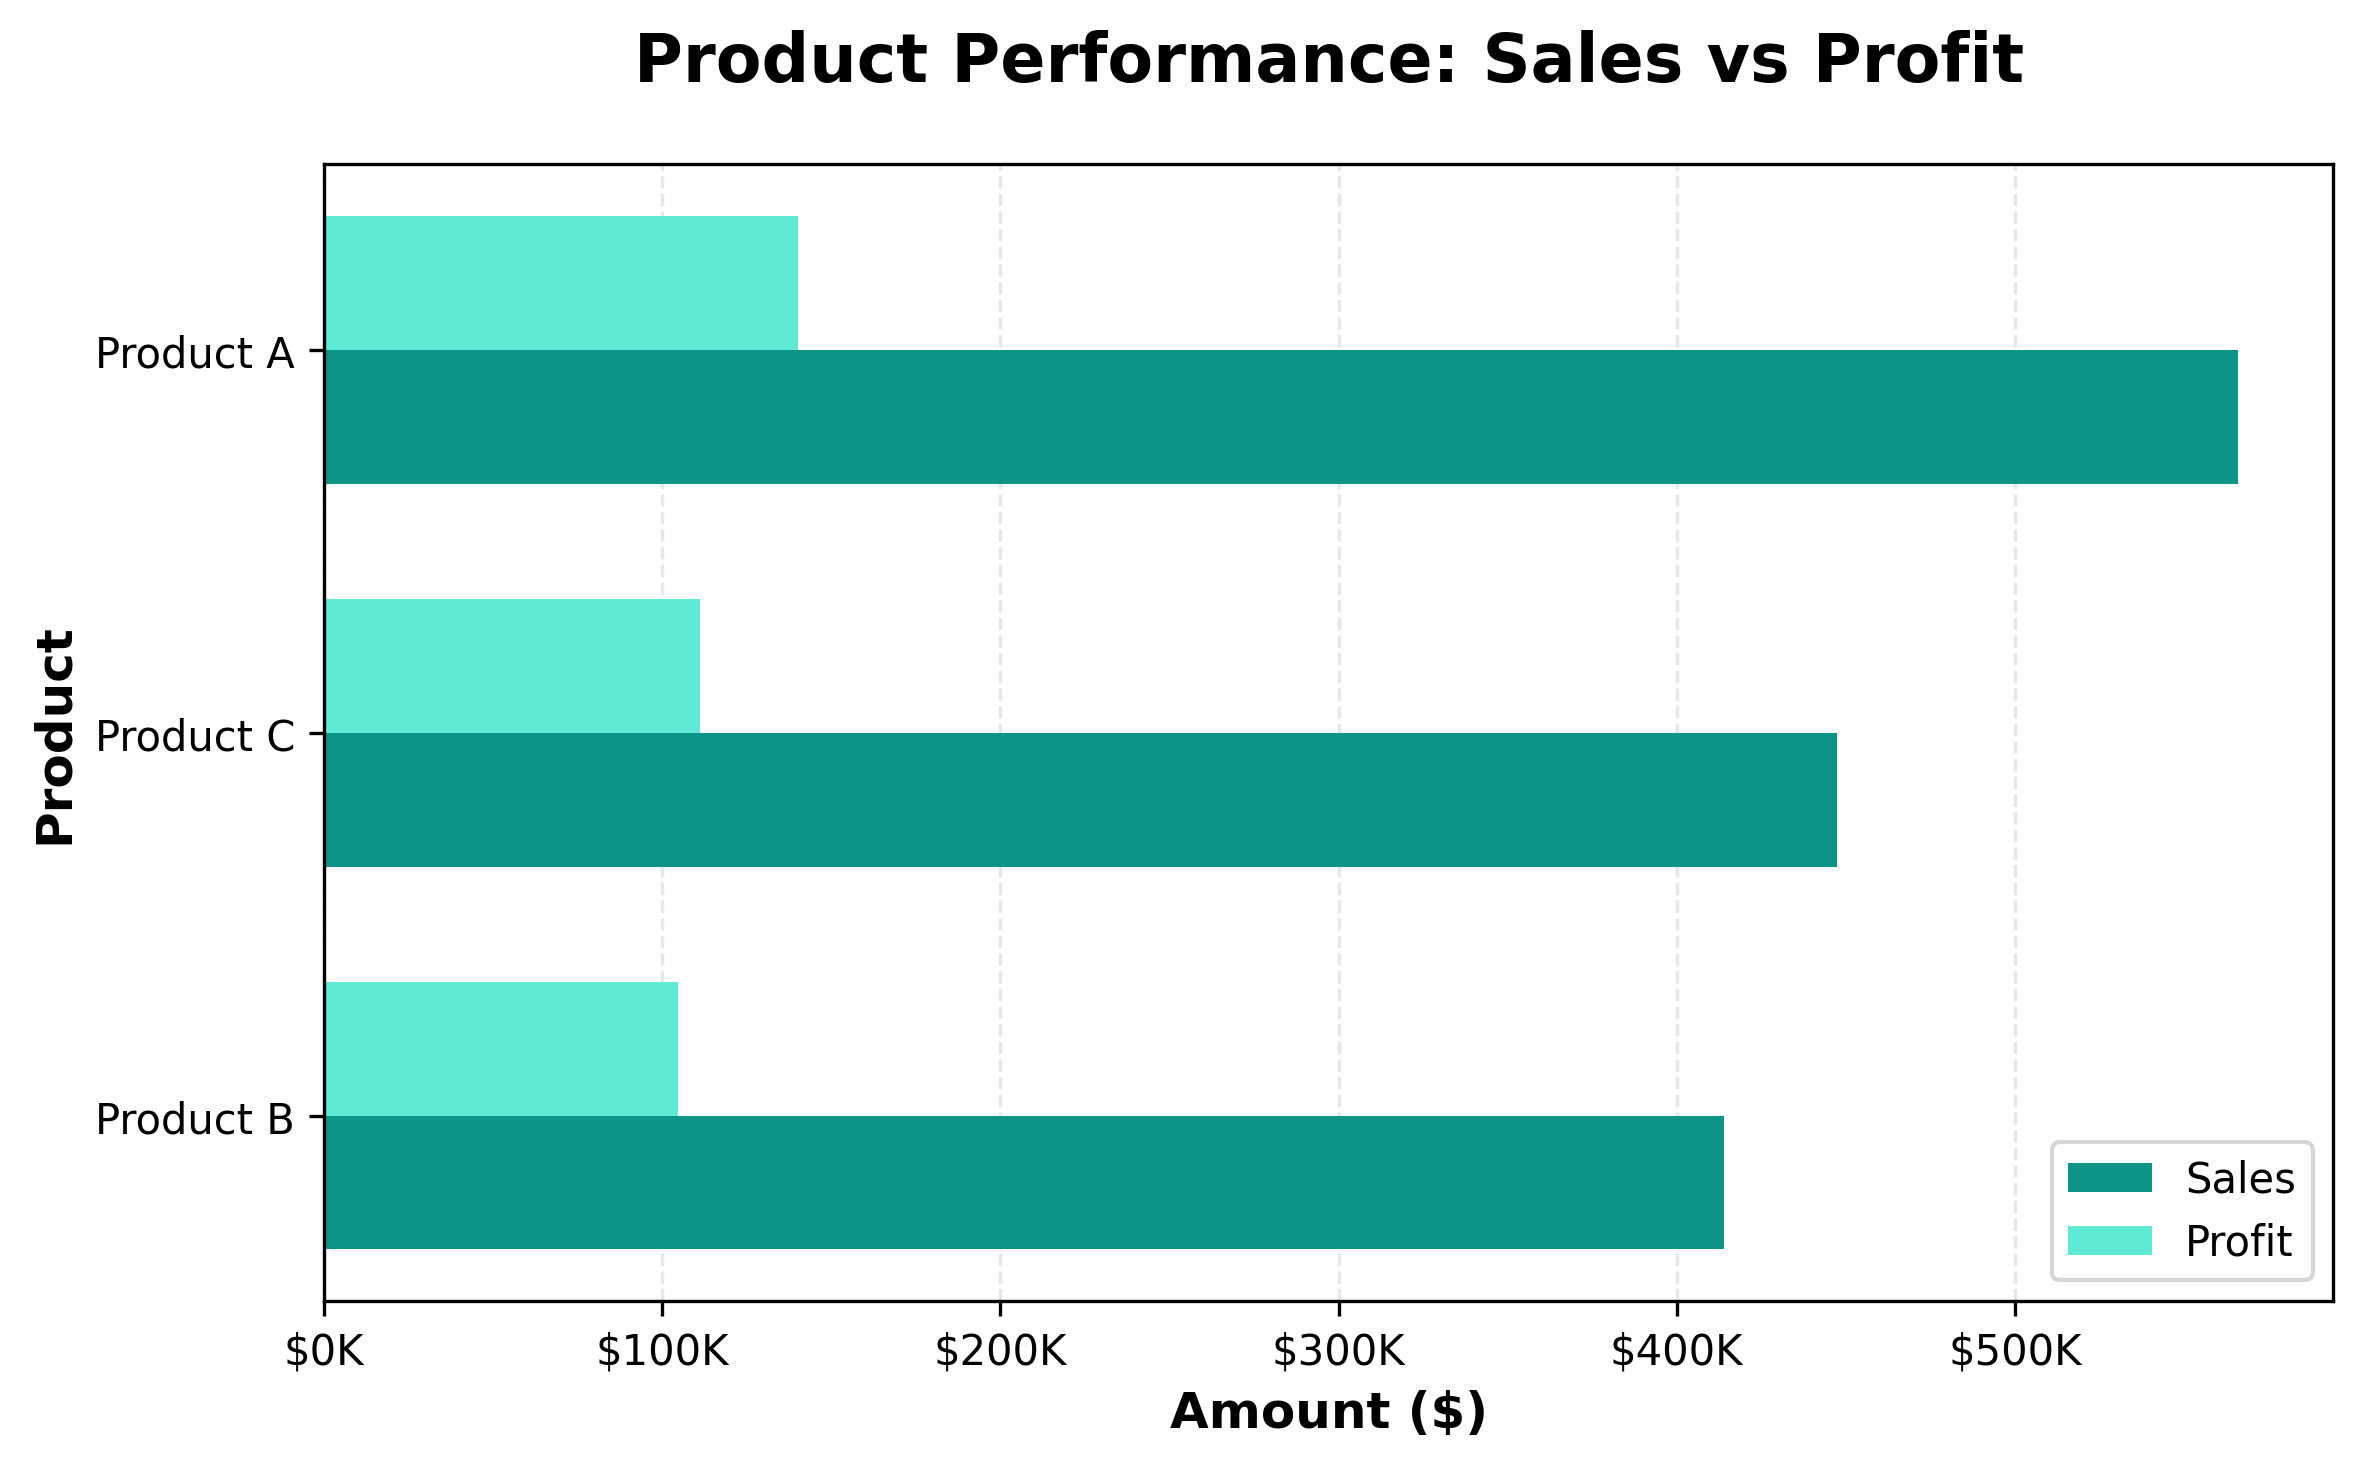 Product Performance: Sales vs Profit
Product
Product A
Product C
Product B
Sales
Profit
$0K
$100K
$200K
$300K
$400K
$500K
Amount ($)